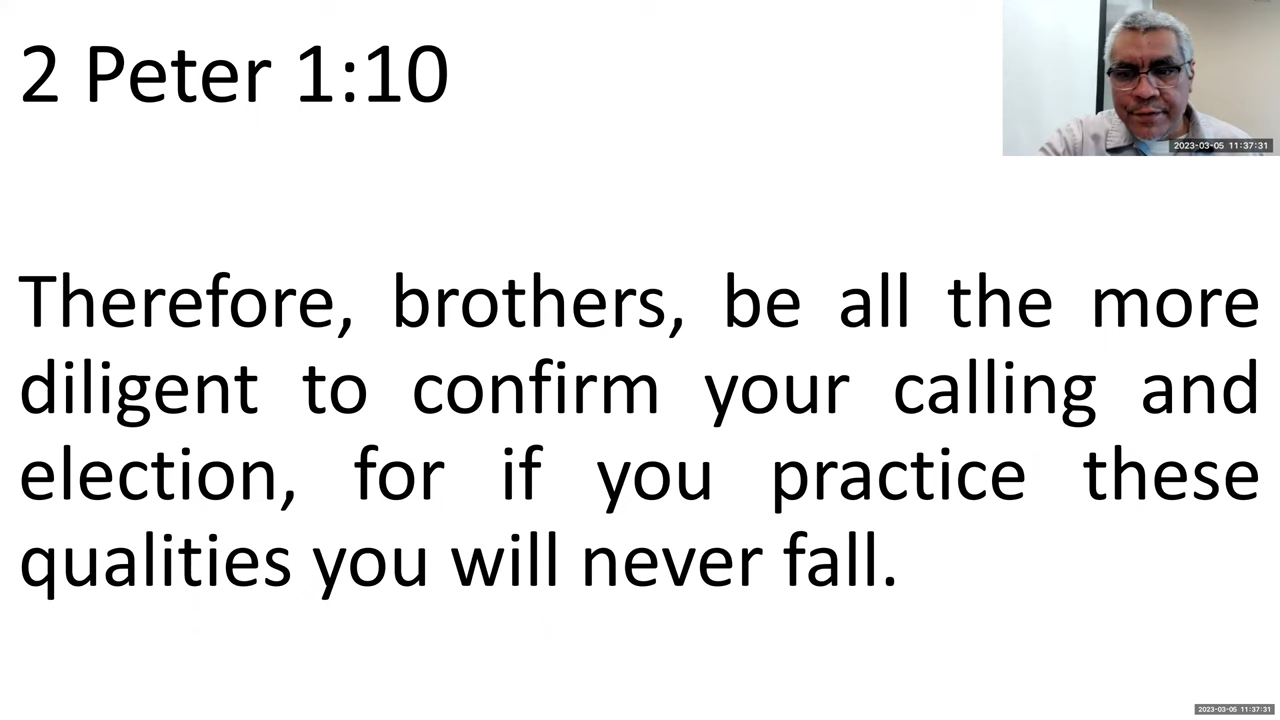 2 Peter 1:10
2023-03-05 11:37:31
Therefore, brothers, be all the more
diligent to confirm your calling and
election, for if you practice these
qualities you will never fall.
2023-03-05 11:37:31